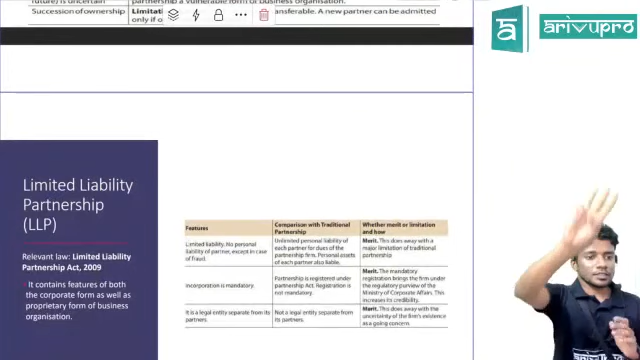 future) is uncertain
partnership a vulnerable form of business organisation.
Succession of ownership
Limitati
nsferable. A new partner can be admitted
only if o
arivupro
Limited Liability
Partnership
(LLP)
Relevant law: Limited Liability
Partnership Act, 2009
It contains features of both
the corporate form as well as
proprietary form of business
organisation.
Features
Comparison with Traditional
Partnership
Whether merit or limitation
and how
Limited liability. No personal
liability of partner, except in case
of fraud.
Unlimited personal liability of
each partner for dues of the
partnership firm. Personal assets
of each partner also liable.
Merit. This does away with a
major limitation of traditional
partnership
Incorporation is mandatory.
Partnership is registered under
partnership Act. Registration is
not mandatory.
Merit. The mandatory
registration brings the firm under
the regulatory purview of the
Ministry of Corporate Affair. This
increases its credibility.
It is a legal entity separate from its
partners.
Not a legal entity separate from
its partners.
Merit. This does away with the
uncertainty of the firm's existence
as a going concern